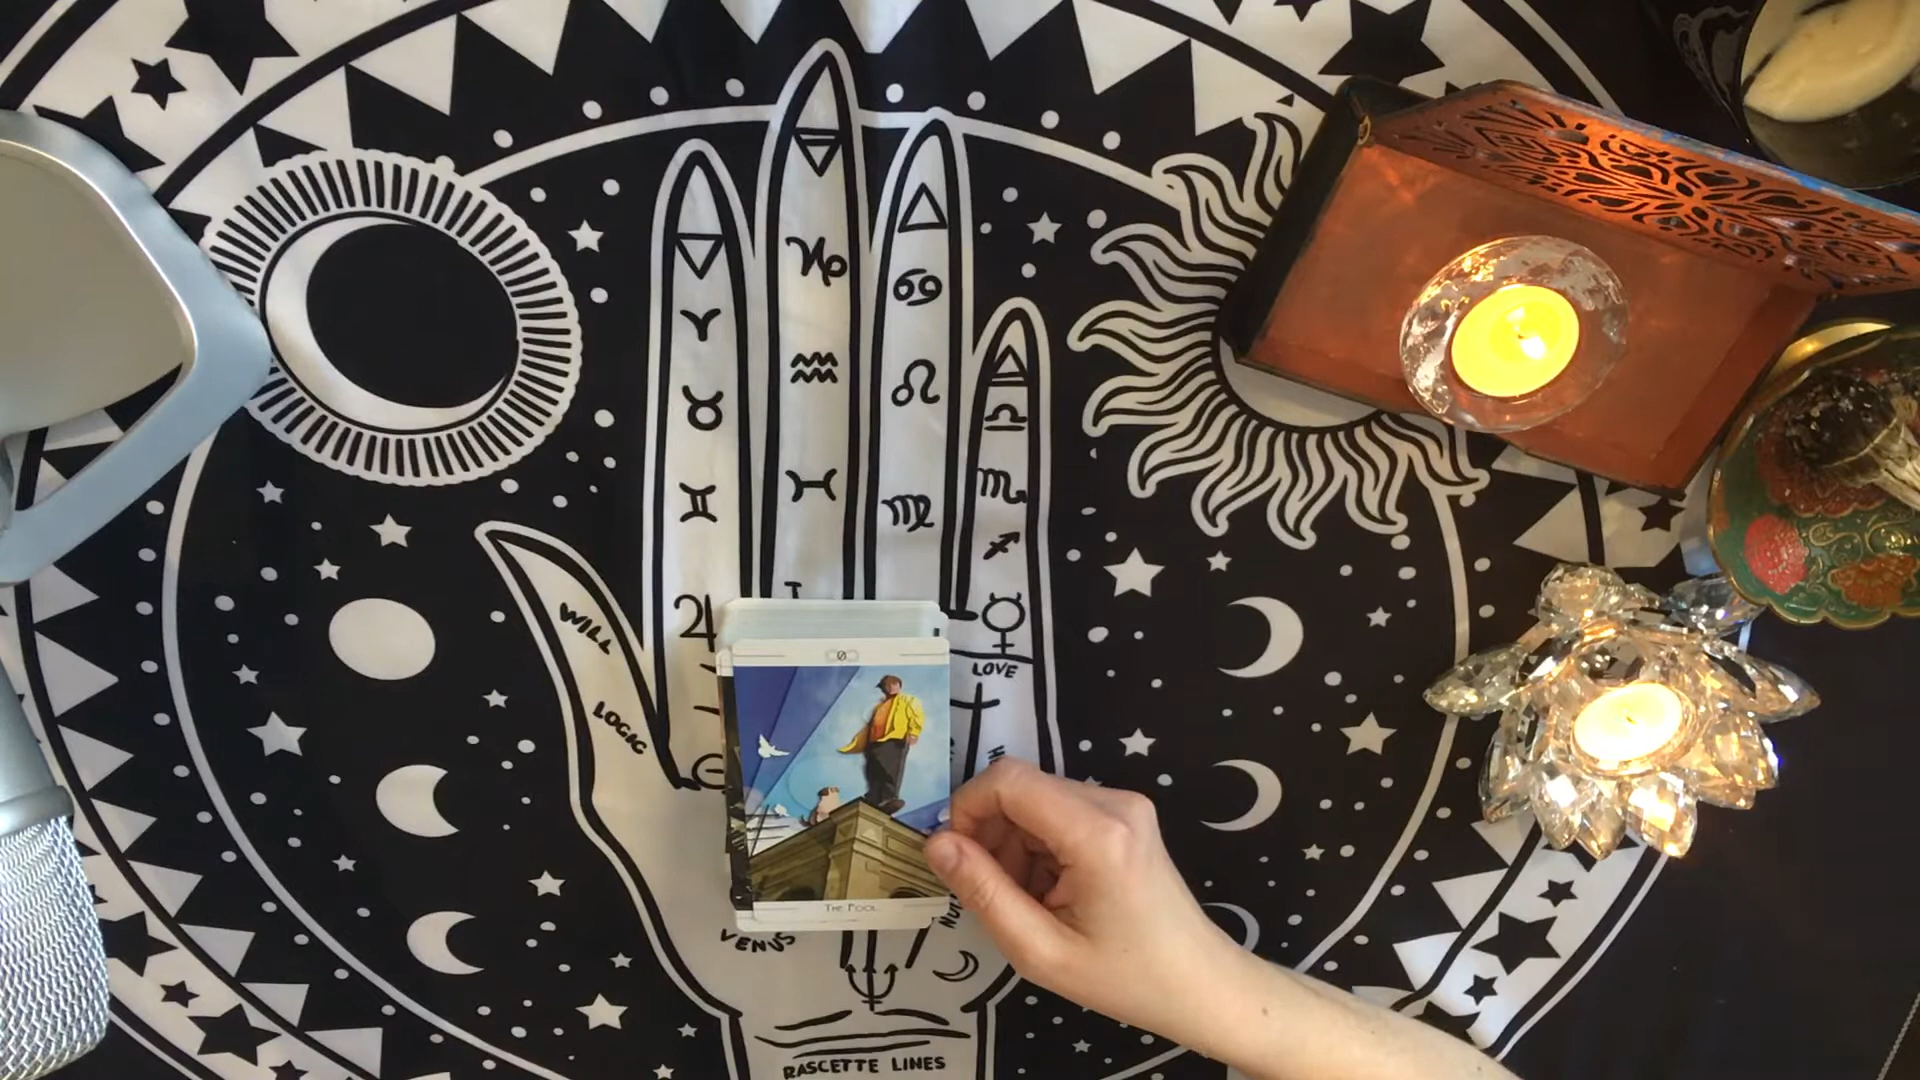 WILL
LOGIC
LOVE
0
THE FOOL
VENUS
RASCETTE LINES